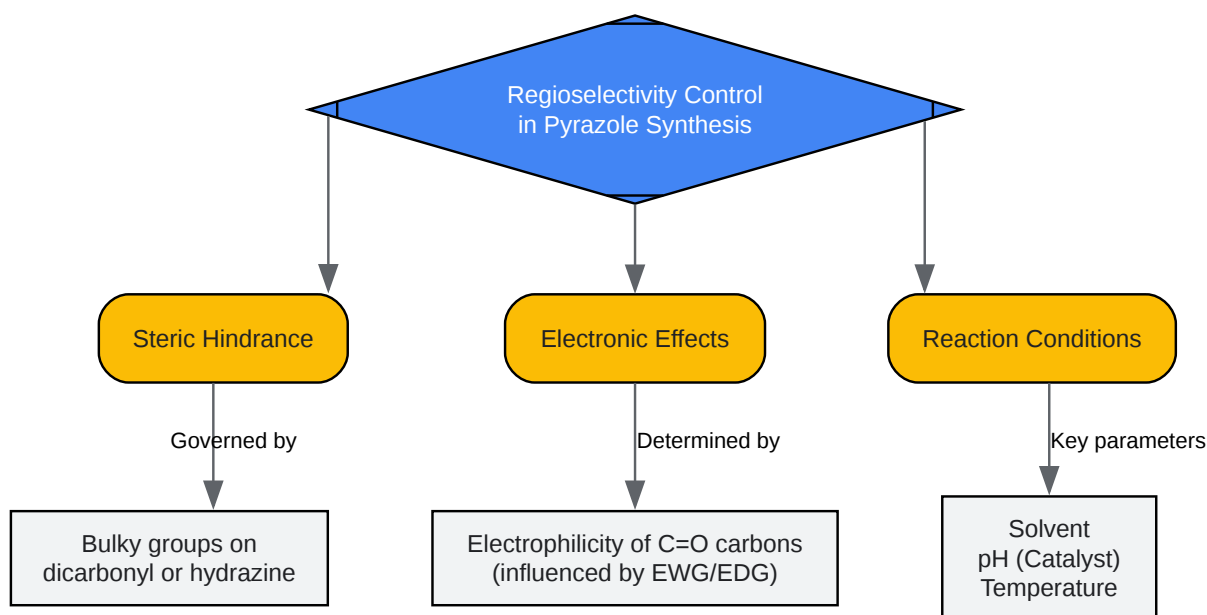 Regioselectivity Control
in Pyrazole Synthesis
Steric Hindrance
Electronic Effects
Reaction Conditions
Governed by
Determined by
Key parameters
Bulky groups on
dicarbonyl or hydrazine
Electrophilicity of C=O carbons
(influenced by EWG/EDG)
Solvent
pH (Catalyst)
Temperature